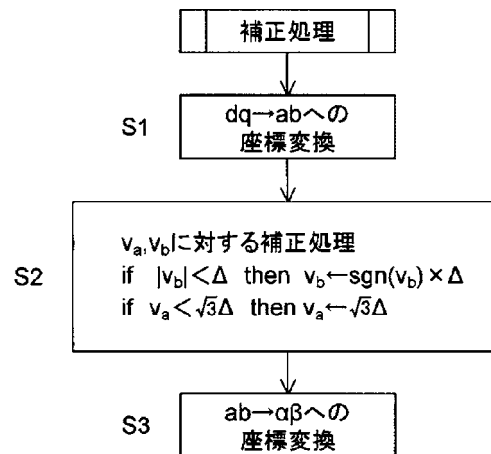 補正処理
S1
dq→abへの
座標変換
S2
v_a,v_bに対する補正処理
if |v_b|<Δ then v_b←sgn(v_b)×Δ
if v_a<√3Δ then v_a←√3Δ
S3
ab→αβへの
座標変換